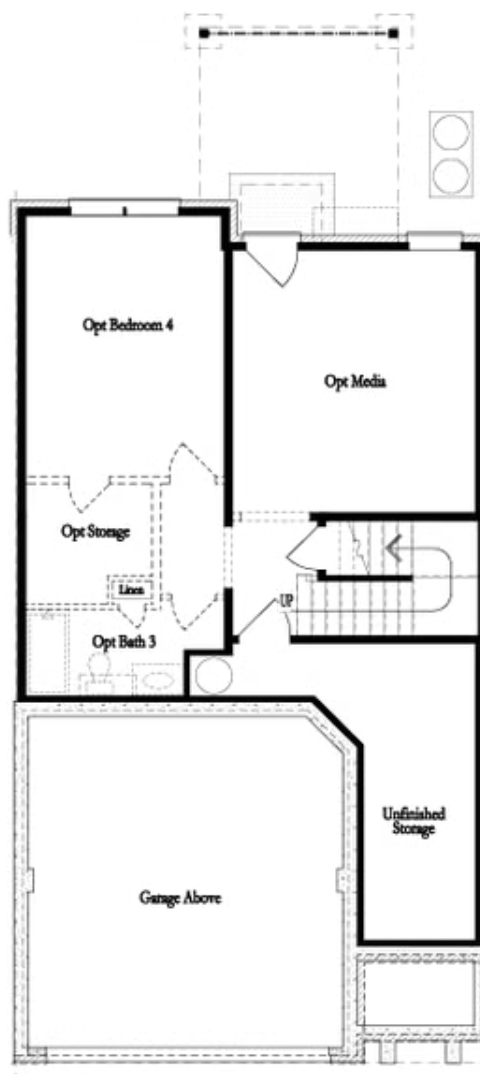 Opt Bedroom 4
Opt Media
Opt Storage
Linen
UP
Opt Bath 3
Unfinished
Storage
Garage Above